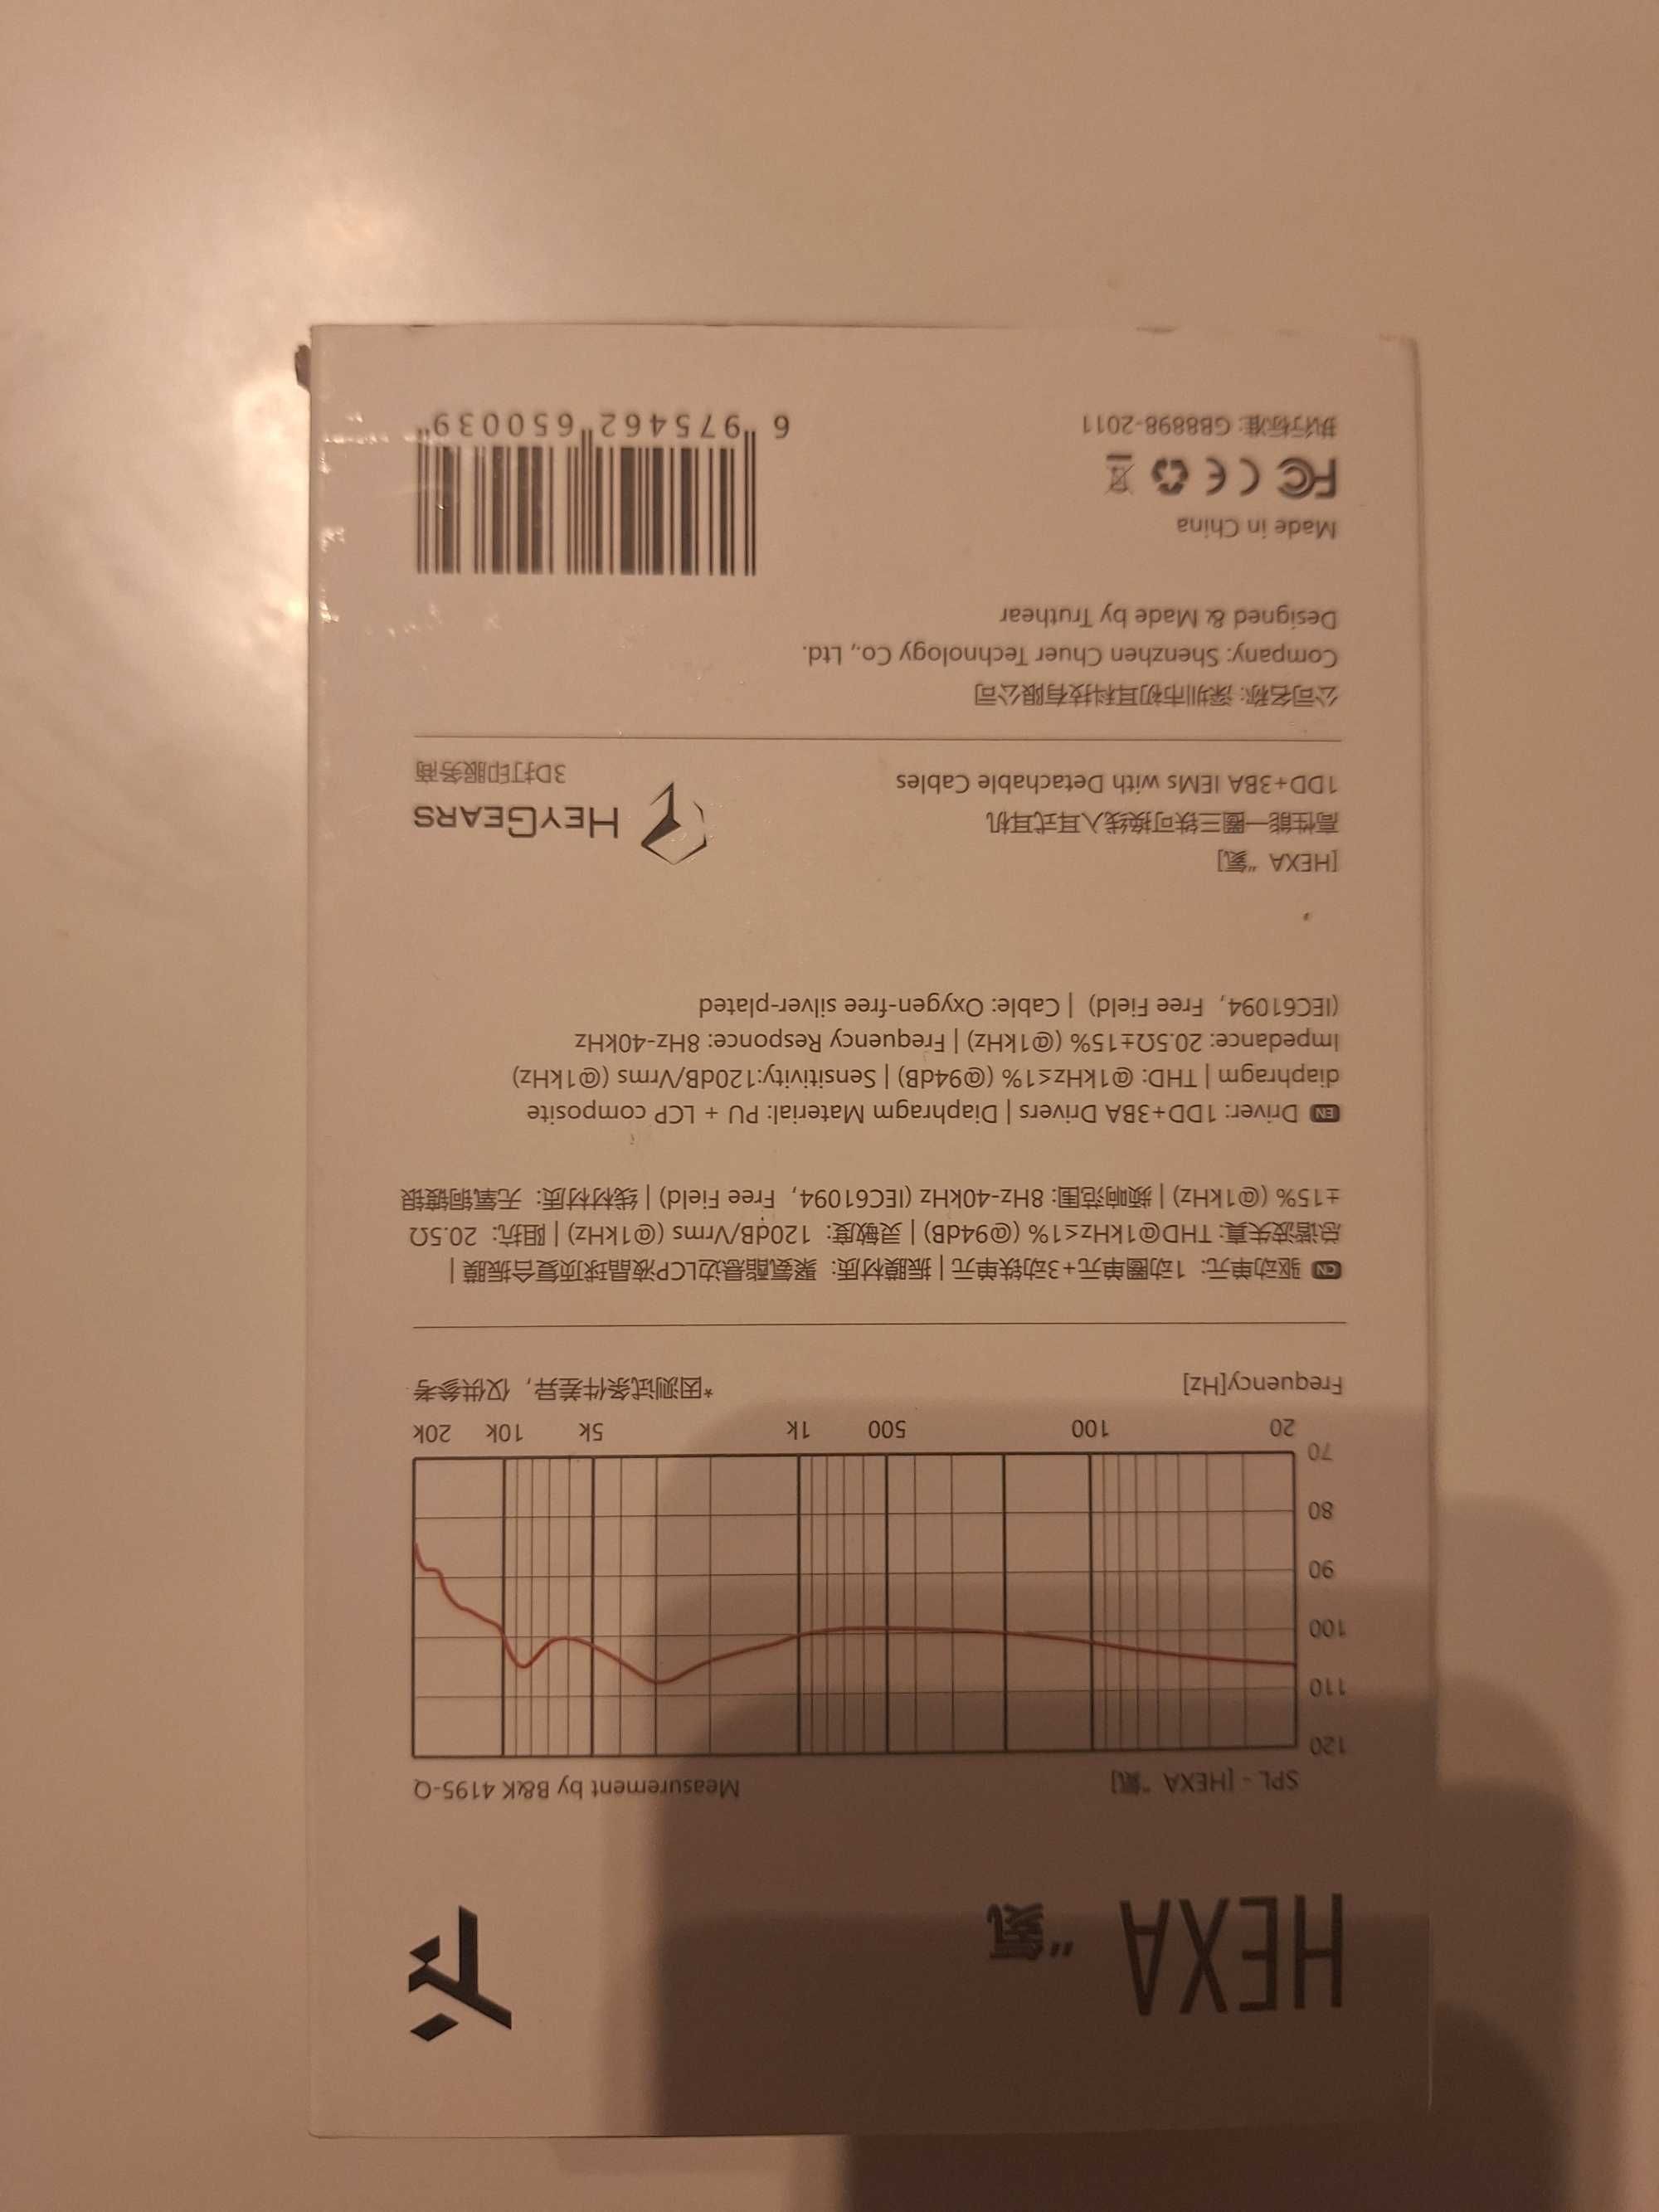 HEXA “氦
SPL - [HEXA “氦] Measurement by B&K 4195-Q
120
110
100
90
80
70
20 100 500 1k 5k 10k 20k
Frequency[Hz] *因测试条件差异，仅供参考
CN 驱动单元: 1动圈单元+3动铁单元 | 振膜材质: 聚氨酯悬边LCP液晶球顶复合振膜 |
总谐波失真: THD@1kHz≤1% (@94dB) | 灵敏度: 120dB/Vrms (@1kHz) | 阻抗: 20.5Ω
±15% (@1kHz) | 频响范围: 8Hz-40kHz (IEC61094, Free Field) | 线材材质: 无氧铜镀银
EN Driver: 1DD+3BA Drivers | Diaphragm Material: PU + LCP composite
diaphragm | THD: @1kHz≤1% (@94dB) | Sensitivity:120dB/Vrms (@1kHz)
Impedance: 20.5Ω±15% (@1kHz) | Frequency Responce: 8Hz-40kHz
(IEC61094, Free Field) | Cable: Oxygen-free silver-plated
[HEXA “氦]
高性能一圈三铁可换线入耳式耳机
1DD+3BA IEMs with Detachable Cables
HEYGEARS
3D打印服务商
公司名称: 深圳市初耳科技有限公司
Company: Shenzhen Chuer Technology Co., Ltd.
Designed & Made by Truthear
Made in China
FC CE
执行标准: GB8898-2011
6 975462 650039